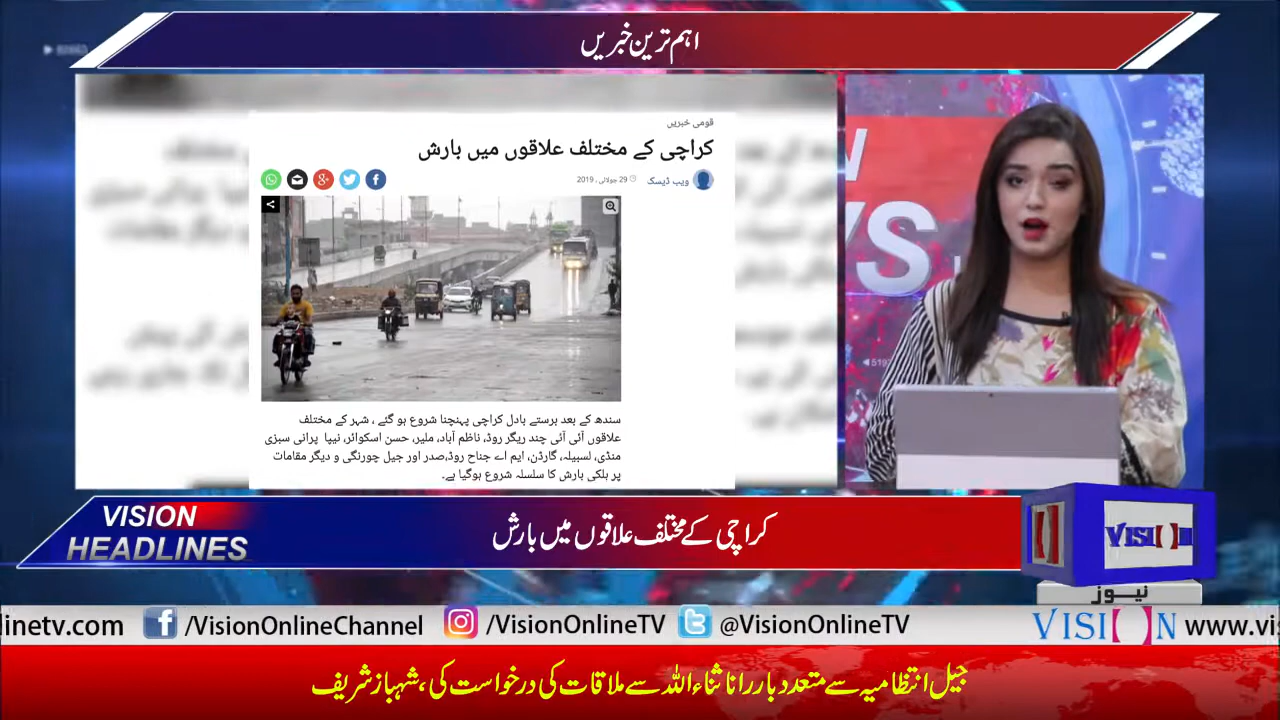 اہم ترین خبریں
قومی خبریں
کراچی کے مختلف علاقوں میں بارش
ویب ڈیسک
29 جولائی ، 2019
سندھ کے بعد برستے بادل کراچی پہنچنا شروع ہو گئے ، شہر کے مختلف
علاقوں آئی آئی چند ریگر روڈ، ناظم آباد، ملیر، حسن اسکوائر، نیپا پرانی سبزی
منڈی، لسبیلہ، گارڈن، ایم اے جناح روڈ،صدر اور جیل چورنگی و دیگر مقامات
پر ہلکی بارش کا سلسلہ شروع ہوگیا ہے۔
VISION
HEADLINES
کراچی کے مختلف علاقوں میں بارش
VISION
نیوز
linetv.com /VisionOnlineChannel /VisionOnlineTV @VisionOnlineTV VISION www.vi
جیل انتظامیہ سے متعدد بار رانا ثناء اللہ سے ملاقات کی درخواست کی ، شہباز شریف